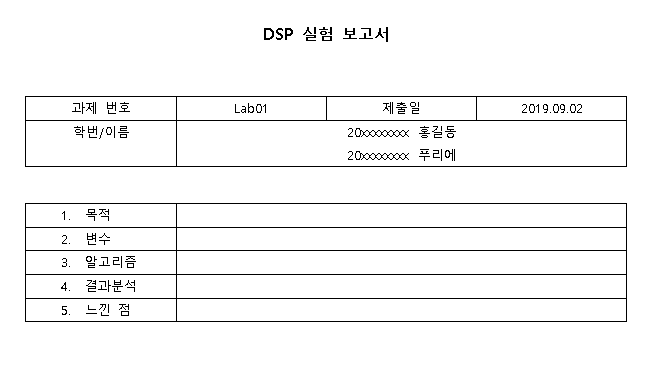 DSP 실험 보고서
과제 번호 Lab01 제출일 2019.09.02
학번/이름 20xxxxxxxx 홍길동
20xxxxxxxx 푸리에
1. 목적
2. 변수
3. 알고리즘
4. 결과분석
5. 느낀 점